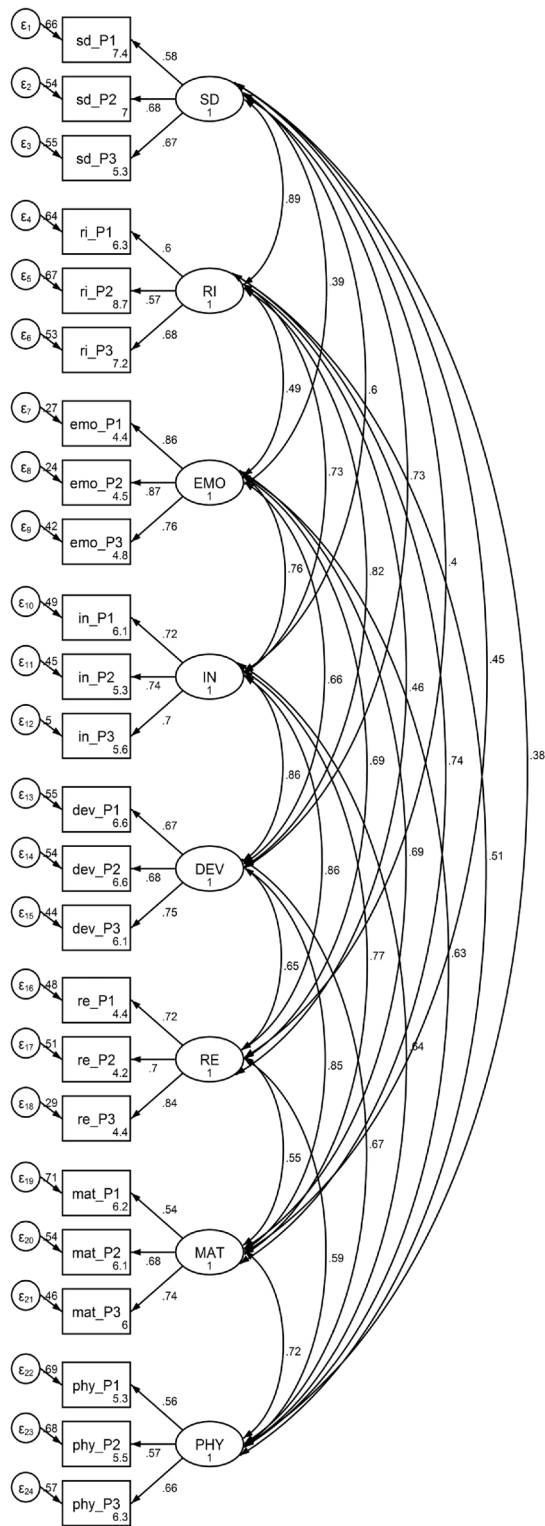 ε1 .66 sd_P1 7.4 .58
ε2 .54 sd_P2 7 .68 SD 1
ε3 .55 sd_P3 5.3 .67
.89
ε4 .64 ri_P1 6.3 .6
.39
ε5 .67 ri_P2 8.7 .57 RI 1
ε6 .53 ri_P3 7.2 .68
.6
.49
ε7 .27 emo_P1 4.4 .86
.73 .73
ε8 .24 emo_P2 4.5 .87 EMO 1
ε9 .42 emo_P3 4.8 .76
.76 .82 .4
ε10 .49 in_P1 6.1 .72
ε11 .45 in_P2 5.3 .74 IN 1
.66 .46 .45
ε12 .5 in_P3 5.6 .7
.69 .74 .38
ε13 .55 dev_P1 6.6 .67
.86
.69 .51
ε14 .54 dev_P2 6.6 .68 DEV 1
.86
ε15 .44 dev_P3 6.1 .75
.77 .63
.65
ε16 .48 re_P1 4.4 .72
ε17 .51 re_P2 4.2 .7 RE 1
.85 .64
ε18 .29 re_P3 4.4 .84
.67
.55
ε19 .71 mat_P1 6.2 .54
ε20 .54 mat_P2 6.1 .68 MAT 1
.59
ε21 .46 mat_P3 6 .74
.72
ε22 .69 phy_P1 5.3 .56
ε23 .68 phy_P2 5.5 .57 PHY 1
ε24 .57 phy_P3 6.3 .66